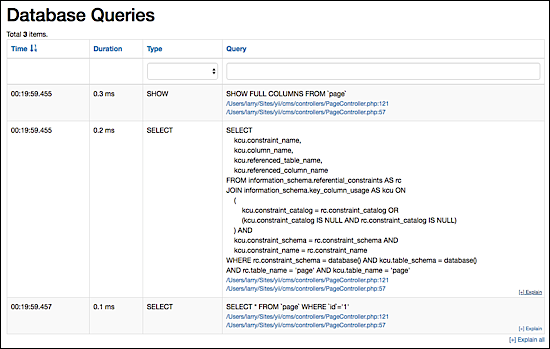 Database Queries
Total 3 items.
Time Duration Type Query
00:19:59.455 0.3 ms SHOW SHOW FULL COLUMNS FROM `page`
/Users/larry/Sites/yii/cms/controllers/PageController.php:121
/Users/larry/Sites/yii/cms/controllers/PageController.php:57
00:19:59.455 0.2 ms SELECT SELECT
kcu.constraint_name,
kcu.column_name,
kcu.referenced_table_name,
kcu.referenced_column_name
FROM information_schema.referential_constraints AS rc
JOIN information_schema.key_column_usage AS kcu ON
(
kcu.constraint_catalog = rc.constraint_catalog OR
(kcu.constraint_catalog IS NULL AND rc.constraint_catalog IS NULL)
) AND
kcu.constraint_schema = rc.constraint_schema AND
kcu.constraint_name = rc.constraint_name
WHERE rc.constraint_schema = database() AND kcu.table_schema = database()
AND rc.table_name = 'page' AND kcu.table_name = 'page'
/Users/larry/Sites/yii/cms/controllers/PageController.php:121
/Users/larry/Sites/yii/cms/controllers/PageController.php:57
[+] Explain
00:19:59.457 0.1 ms SELECT SELECT * FROM `page` WHERE `id`='1'
/Users/larry/Sites/yii/cms/controllers/PageController.php:121
/Users/larry/Sites/yii/cms/controllers/PageController.php:57
[+] Explain
[+] Explain all